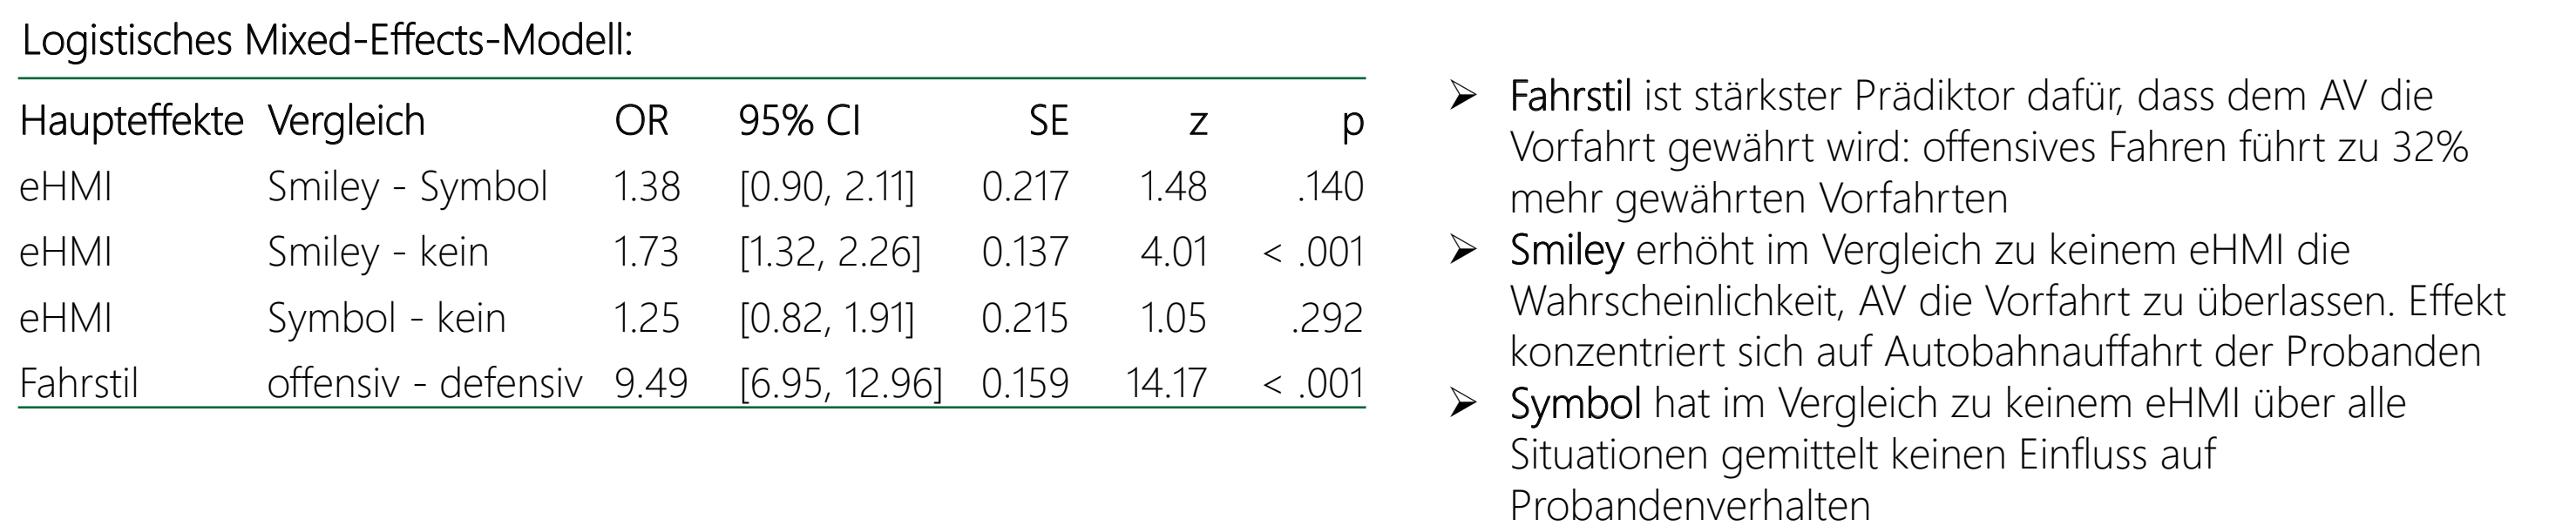 Logistisches Mixed-Effects-Modell:
Haupteffekte Vergleich OR 95% CI SE z p
eHMI Smiley - Symbol 1.38 [0.90, 2.11] 0.217 1.48 .140
eHMI Smiley - kein 1.73 [1.32, 2.26] 0.137 4.01 < .001
eHMI Symbol - kein 1.25 [0.82, 1.91] 0.215 1.05 .292
Fahrstil offensiv - defensiv 9.49 [6.95, 12.96] 0.159 14.17 < .001
➢ Fahrstil ist stärkster Prädiktor dafür, dass dem AV die
Vorfahrt gewährt wird: offensives Fahren führt zu 32%
mehr gewährten Vorfahrten
➢ Smiley erhöht im Vergleich zu keinem eHMI die
Wahrscheinlichkeit, AV die Vorfahrt zu überlassen. Effekt
konzentriert sich auf Autobahnauffahrt der Probanden
➢ Symbol hat im Vergleich zu keinem eHMI über alle
Situationen gemittelt keinen Einfluss auf
Probandenverhalten